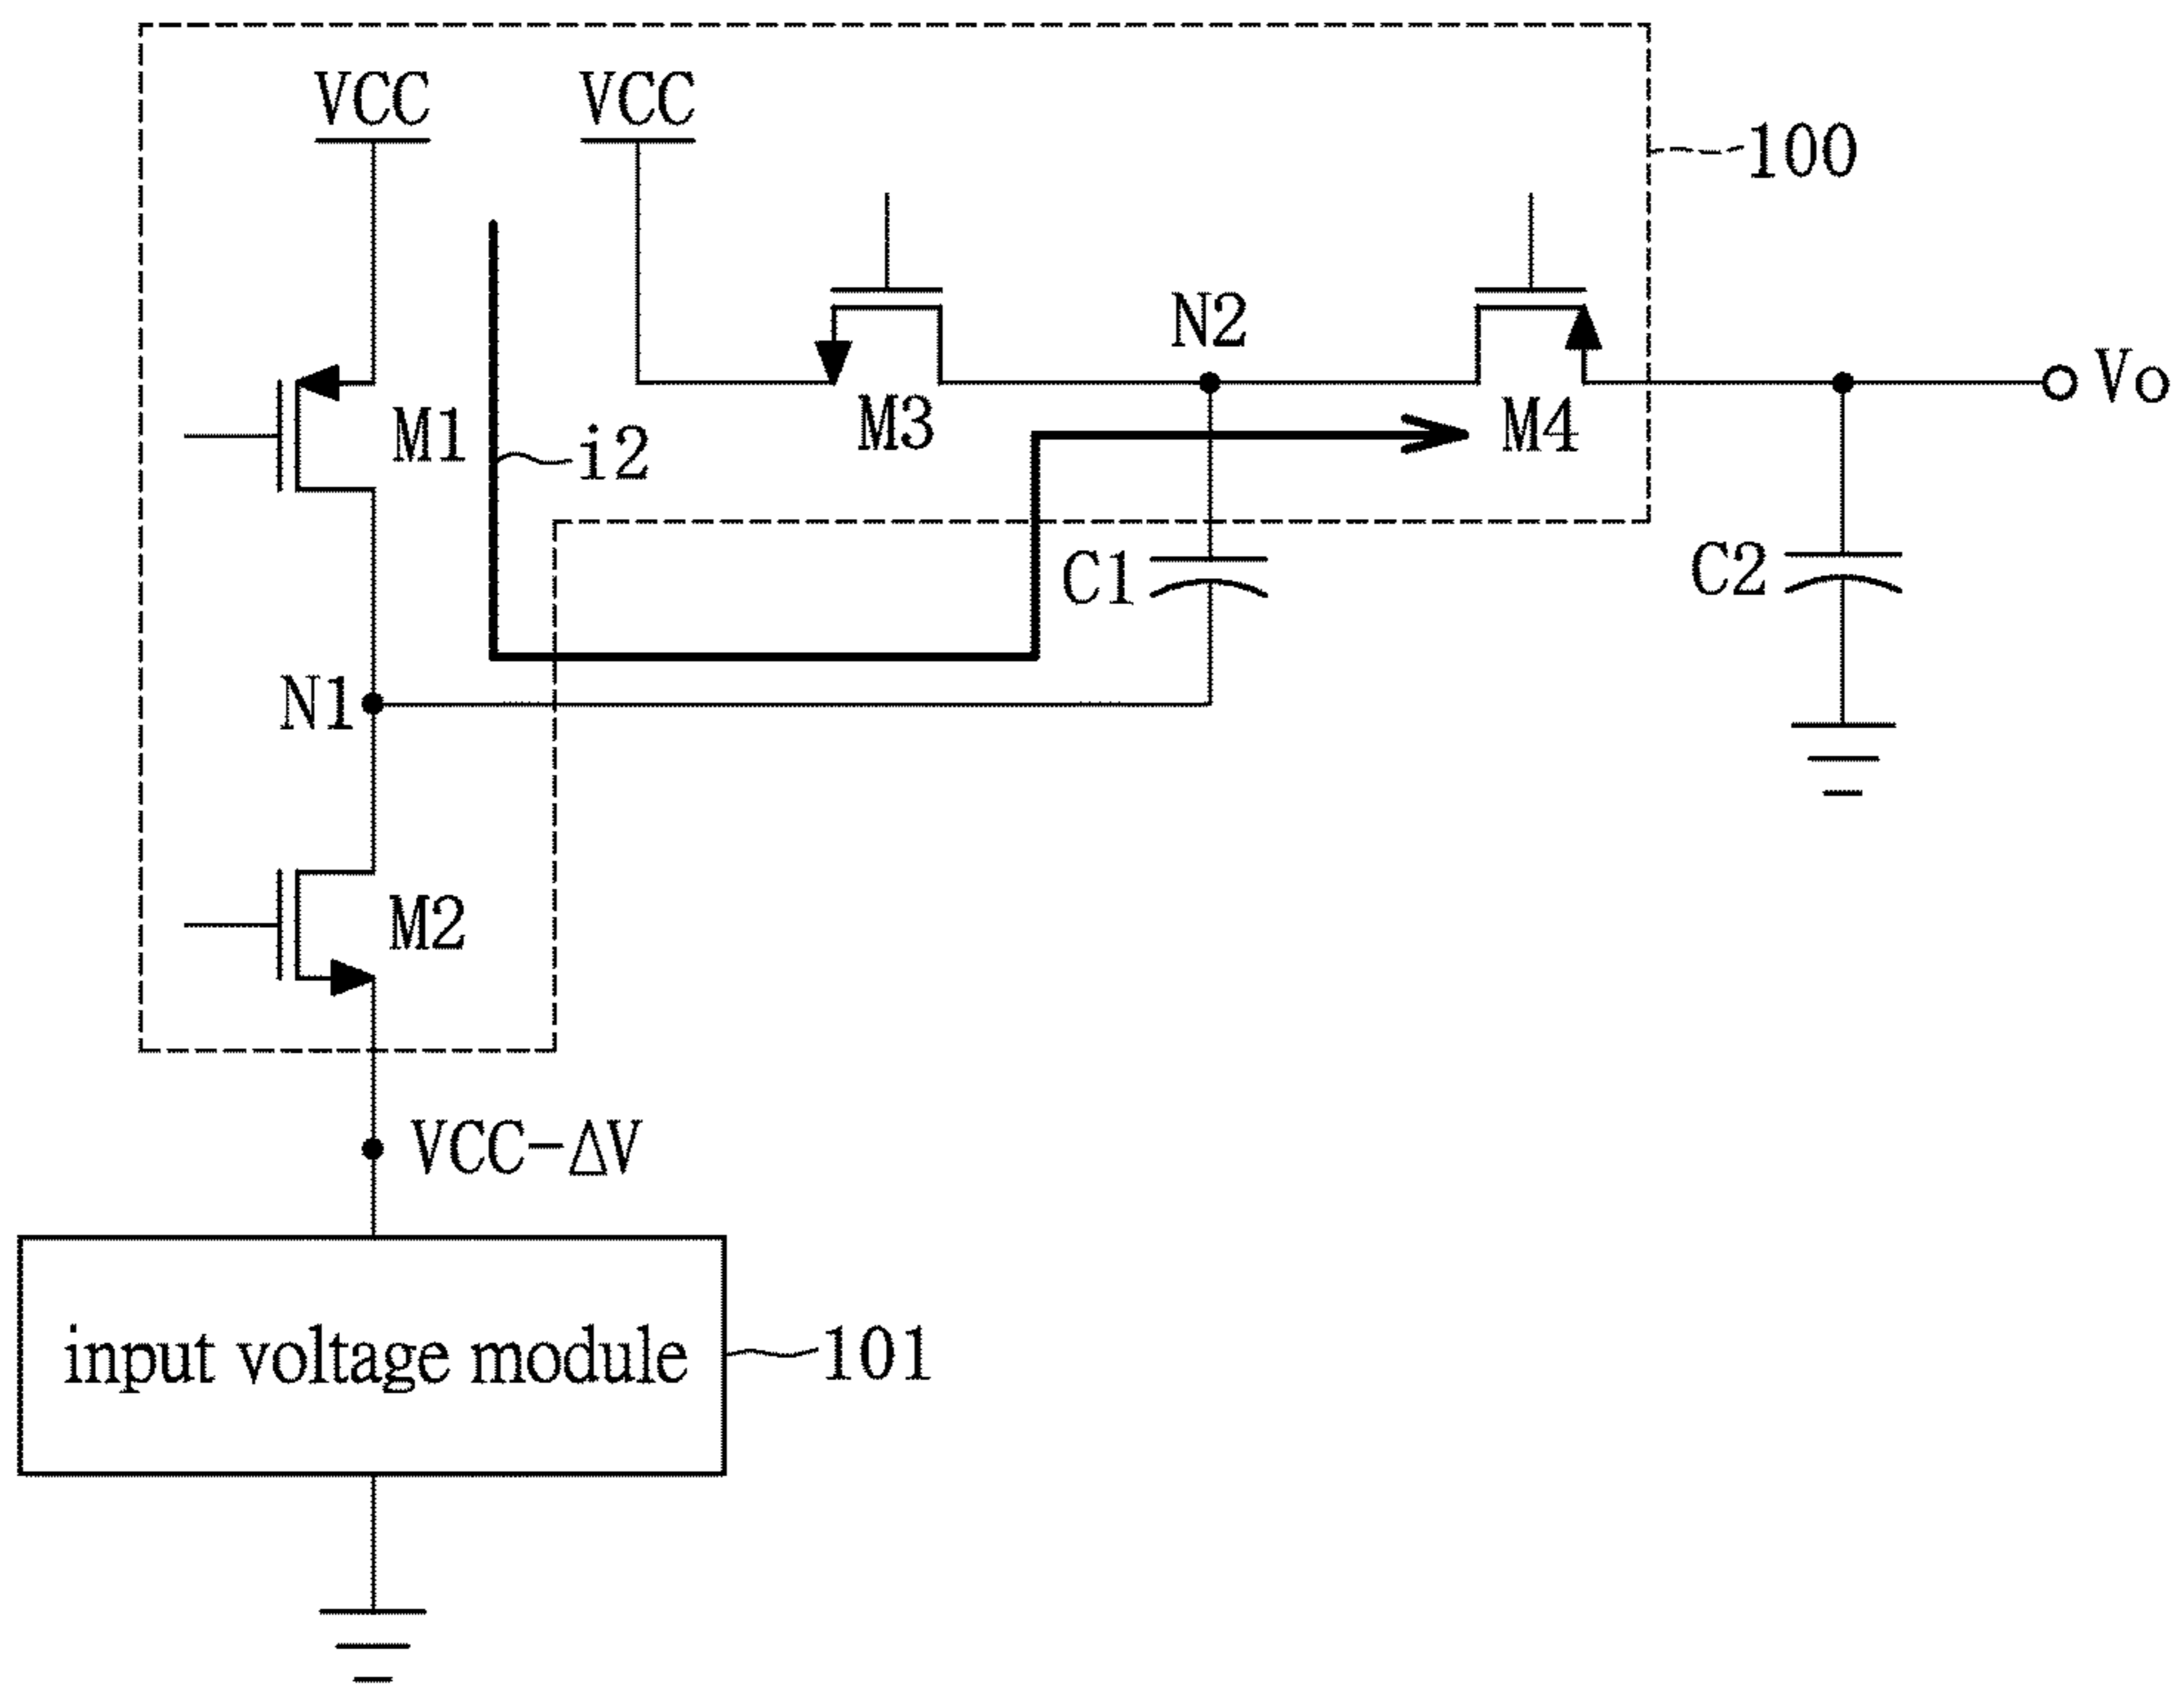 VCC
VCC
100
N2
Vo
M1
i2
M3
M4
C1
C2
N1
M2
VCC-ΔV
input voltage module
101